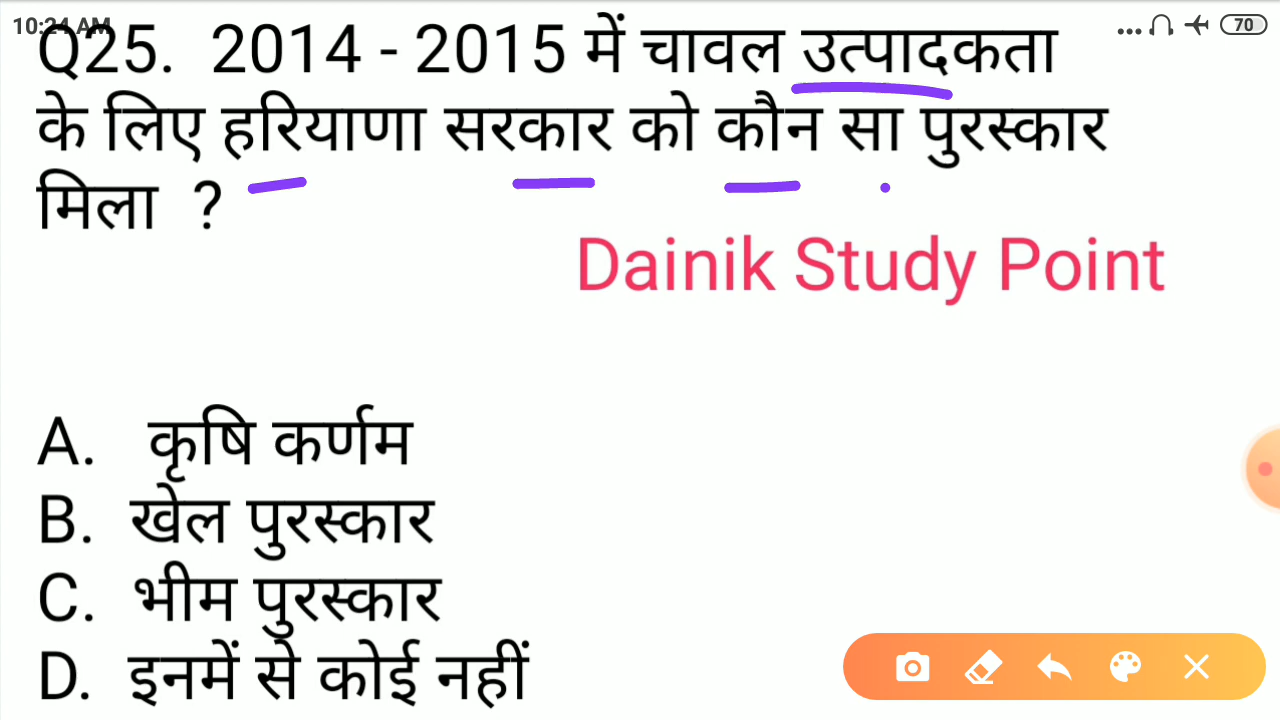 10:24 AM
70
Q25. 2014 - 2015 में चावल उत्पादकता
के लिए हरियाणा सरकार को कौन सा पुरस्कार
मिला ?
Dainik Study Point
A. कृषि कर्णम
B. खेल पुरस्कार
C. भीम पुरस्कार
D. इनमें से कोई नहीं